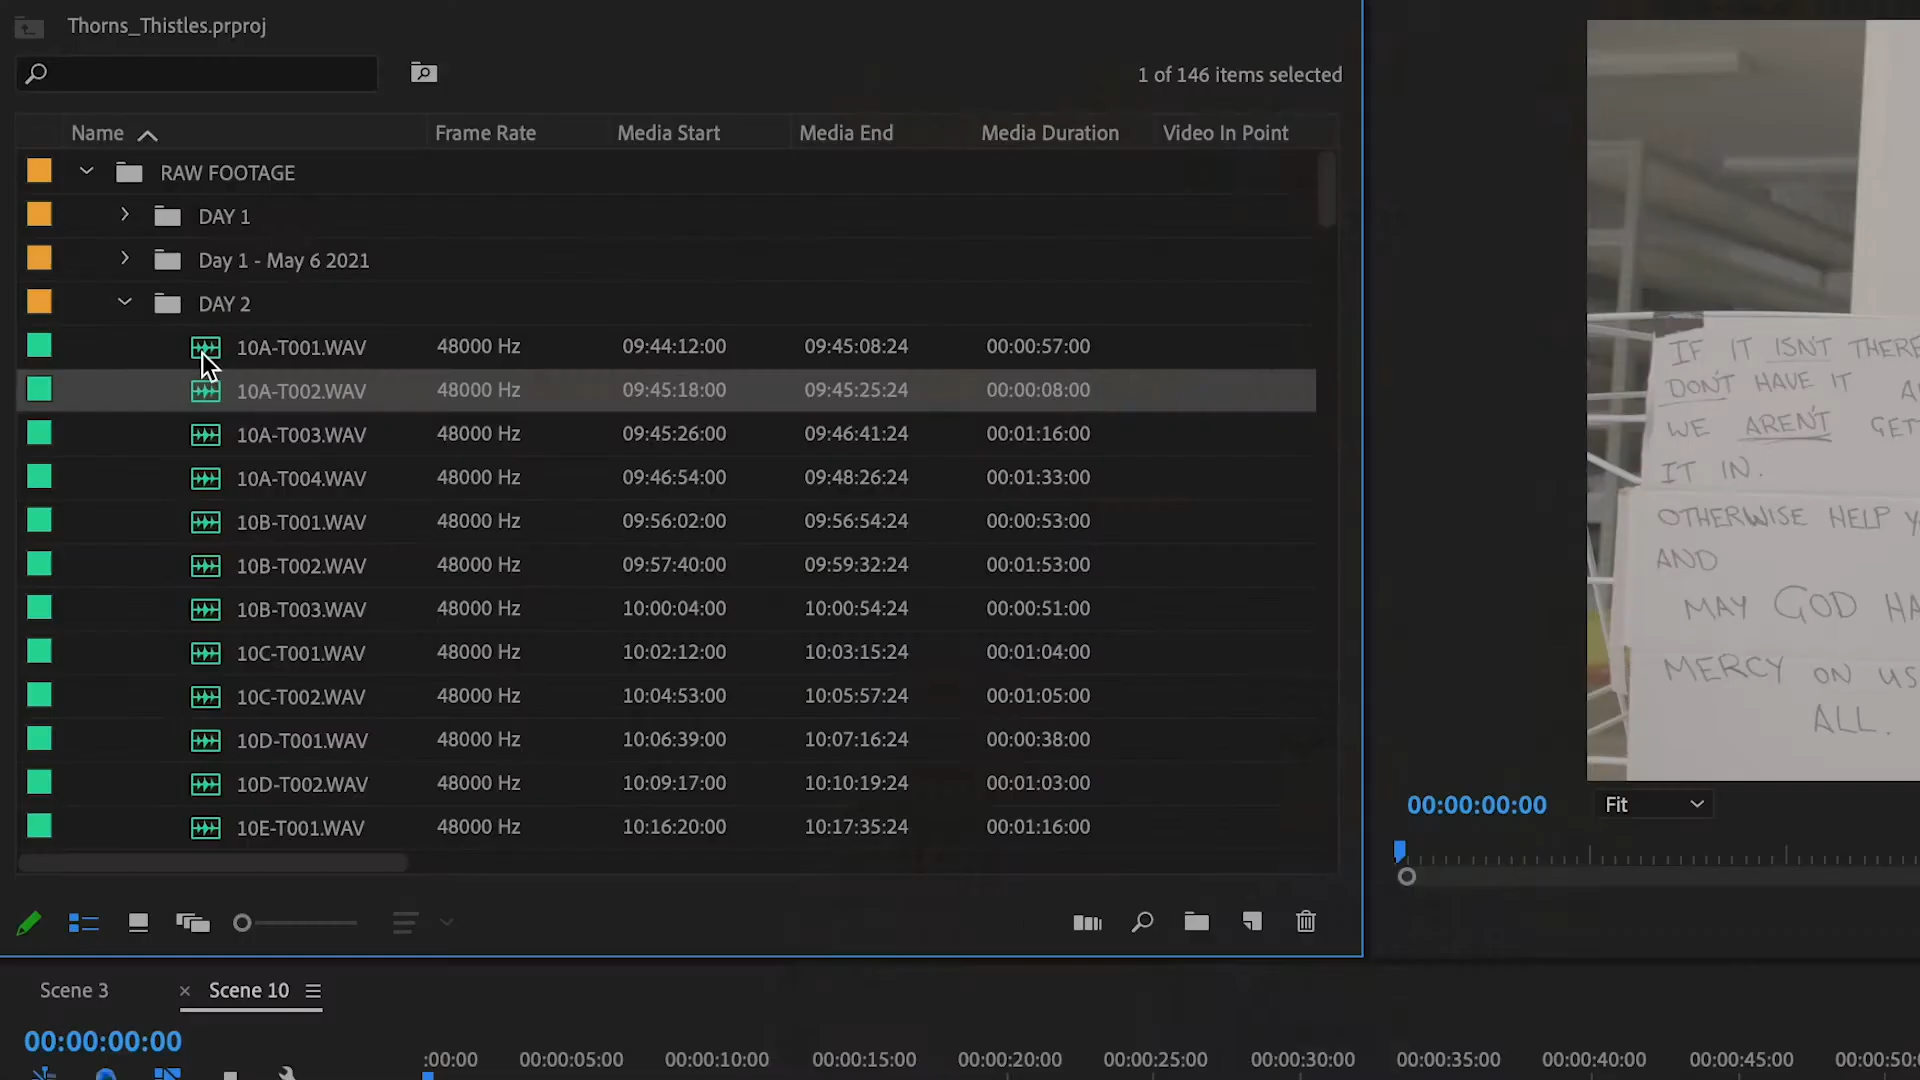 Thorns_Thistles.prproj
1 of 146 items selected
Name Frame Rate Media Start Media End Media Duration Video In Point
RAW FOOTAGE
DAY 1
Day 1 - May 6 2021
DAY 2
10A-T001.WAV 48000 Hz 09:44:12:00 09:45:08:24 00:00:57:00
10A-T002.WAV 48000 Hz 09:45:18:00 09:45:25:24 00:00:08:00
10A-T003.WAV 48000 Hz 09:45:26:00 09:46:41:24 00:01:16:00
10A-T004.WAV 48000 Hz 09:46:54:00 09:48:26:24 00:01:33:00
10B-T001.WAV 48000 Hz 09:56:02:00 09:56:54:24 00:00:53:00
10B-T002.WAV 48000 Hz 09:57:40:00 09:59:32:24 00:01:53:00
10B-T003.WAV 48000 Hz 10:00:04:00 10:00:54:24 00:00:51:00
10C-T001.WAV 48000 Hz 10:02:12:00 10:03:15:24 00:01:04:00
10C-T002.WAV 48000 Hz 10:04:53:00 10:05:57:24 00:01:05:00
10D-T001.WAV 48000 Hz 10:06:39:00 10:07:16:24 00:00:38:00
10D-T002.WAV 48000 Hz 10:09:17:00 10:10:19:24 00:01:03:00
10E-T001.WAV 48000 Hz 10:16:20:00 10:17:35:24 00:01:16:00
IF IT ISN'T THERE
DON'T HAVE IT A
WE AREN'T GET
IT IN.
OTHERWISE HELP Y
AND
MAY GOD HA
MERCY ON US
ALL.
00:00:00:00 Fit
Scene 3 × Scene 10
00:00:00:00
:00:00 00:00:05:00 00:00:10:00 00:00:15:00 00:00:20:00 00:00:25:00 00:00:30:00 00:00:35:00 00:00:40:00 00:00:45:00 00:00:50:0